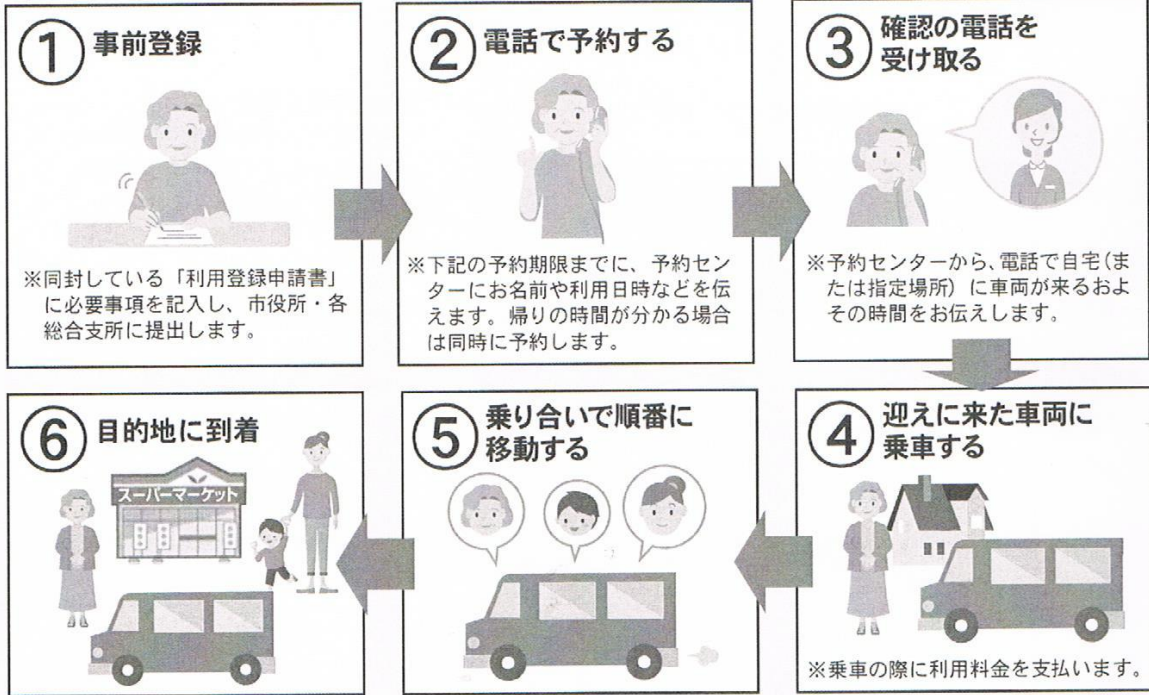 ① 事前登録
※同封している「利用登録申請書」
に必要事項を記入し、市役所・各
総合支所に提出します。
② 電話で予約する
※下記の予約期限までに、予約セン
ターにお名前や利用日時などを伝
えます。帰りの時間が分かる場合
は同時に予約します。
③ 確認の電話を
受け取る
※予約センターから、電話で自宅(ま
たは指定場所)に車両が来るおよ
その時間をお伝えします。
④ 迎えに来た車両に
乗車する
※乗車の際に利用料金を支払います。
⑤ 乗り合いで順番に
移動する
⑥ 目的地に到着
スーパーマーケット